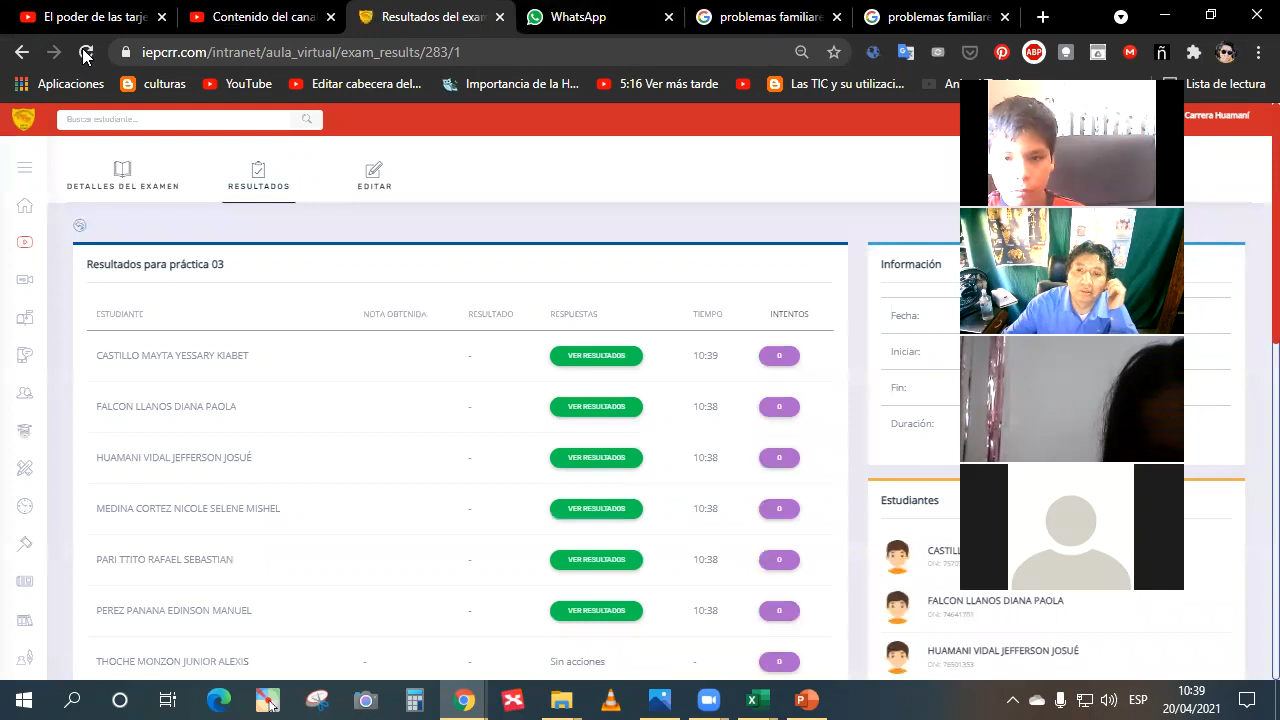 El poder de las tarje
Contenido del cana
Resultados del exam
WhatsApp
problemas familiare
problemas familiare
iepcrr.com/intranet/aula_virtual/exam_results/283/1
ABP
ñ
Aplicaciones
culturas
YouTube
Editar cabecera del...
Importancia de la H...
5:16 Ver más tarde
Las TIC y su utilizaci...
Lista de lectura
Buscar estudiante...
Carrera Huamaní
DETALLES DEL EXAMEN
RESULTADOS
EDITAR
Resultados para práctica 03
ESTUDIANTE NOTA OBTENIDA RESULTADO RESPUESTAS TIEMPO INTENTOS
CASTILLO MAYTA YESSARY KIABET - VER RESULTADOS 10:39 0
FALCON LLANOS DIANA PAOLA - VER RESULTADOS 10:38 0
HUAMANI VIDAL JEFFERSON JOSUÉ - VER RESULTADOS 10:38 0
MEDINA CORTEZ NICOLE SELENE MISHEL - VER RESULTADOS 10:38 0
PARI TTITO RAFAEL SEBASTIAN - VER RESULTADOS 10:38 0
PEREZ PANANA EDINSON MANUEL - VER RESULTADOS 10:38 0
THOCHE MONZON JUNIOR ALEXIS - - Sin acciones - 0
Información
Fecha:
Iniciar:
Fin:
Duración:
Estudiantes
CASTILL
FALCON LLANOS DIANA PAOLA
DNI: 74641761
HUAMANI VIDAL JEFFERSON JOSUÉ
DNI: 76501353
ESP
10:39
20/04/2021